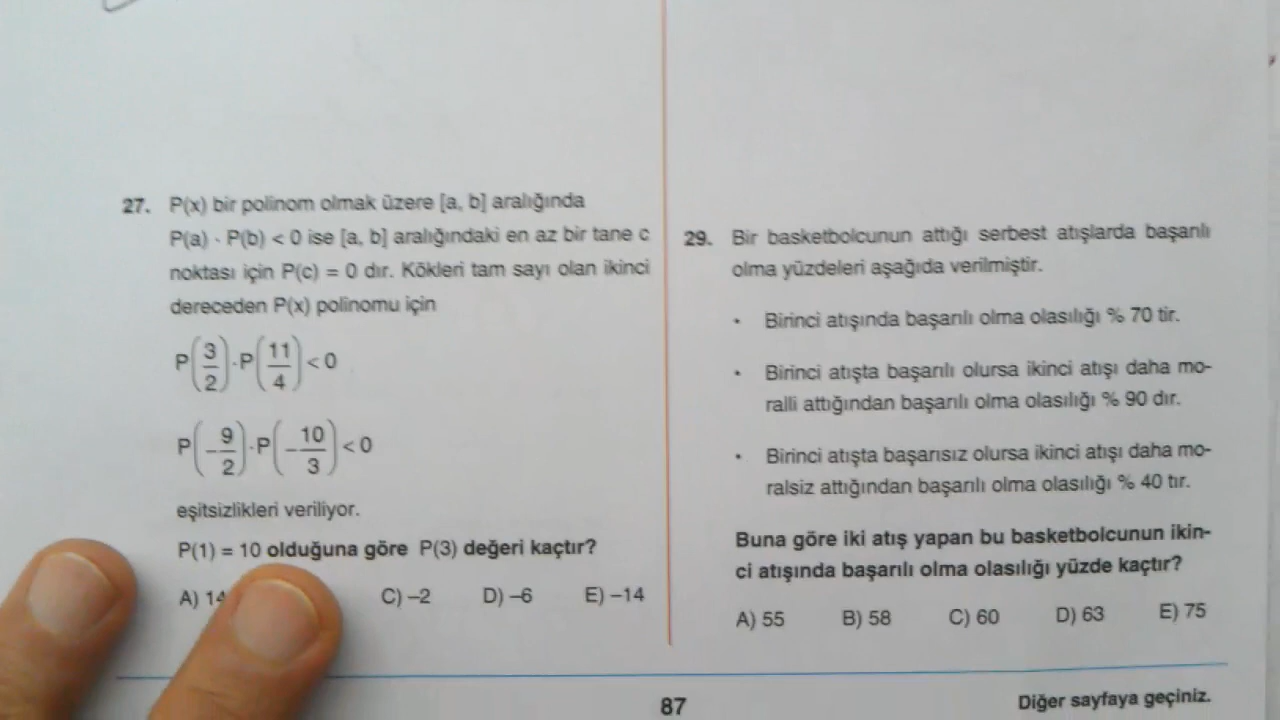 27. P(x) bir polinom olmak üzere [a, b] aralığında
P(a) · P(b) < 0 ise [a, b] aralığındaki en az bir tane c
noktası için P(c) = 0 dır. Kökleri tam sayı olan ikinci
dereceden P(x) polinomu için
P(3/2)·P(11/4) < 0
P(-9/2)·P(-10/3) < 0
eşitsizlikleri veriliyor.
P(1) = 10 olduğuna göre P(3) değeri kaçtır?
A) 14 C) –2 D) –6 E) –14
29. Bir basketbolcunun attığı serbest atışlarda başarılı
olma yüzdeleri aşağıda verilmiştir.
• Birinci atışında başarılı olma olasılığı % 70 tir.
• Birinci atışta başarılı olursa ikinci atışı daha mo-
ralli attığından başarılı olma olasılığı % 90 dır.
• Birinci atışta başarısız olursa ikinci atışı daha mo-
ralsiz attığından başarılı olma olasılığı % 40 tır.
Buna göre iki atış yapan bu basketbolcunun ikin-
ci atışında başarılı olma olasılığı yüzde kaçtır?
A) 55 B) 58 C) 60 D) 63 E) 75
87
Diğer sayfaya geçiniz.